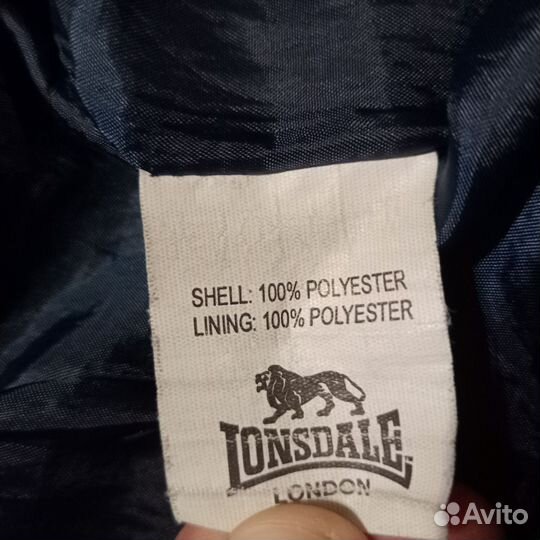 SHELL: 100% POLYESTER
LINING: 100% POLYESTER
LONSDALE
LONDON
Avito